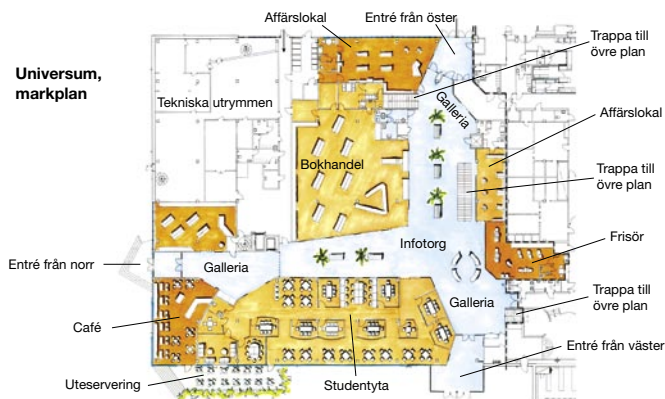 Universum,
markplan
Affärslokal
Entré från öster
Trappa till
övre plan
Tekniska utrymmen
Galleria
Affärslokal
Bokhandel
Trappa till
övre plan
Infotorg
Frisör
Entré från norr
Galleria
Galleria
Trappa till
övre plan
Café
Entré från väster
Uteservering
Studentyta